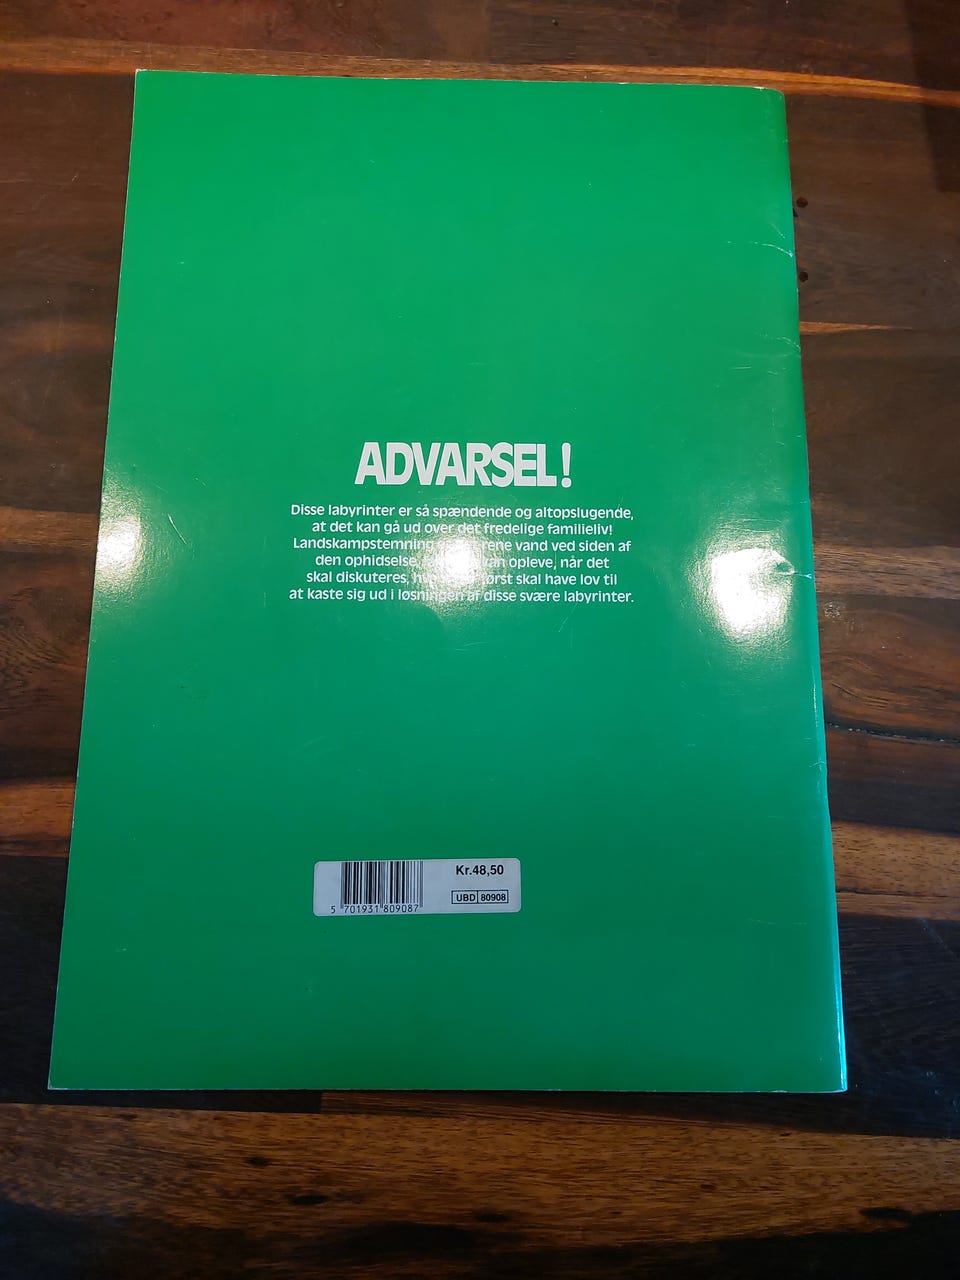 ADVARSEL!
Disse labyrinter er så spændende og altopslugende,
at det kan gå ud over det fredelige familieliv!
Landskampstemning rene vand ved siden af
den ophidselse, kan opleve, når det
skal diskuteres, først skal have lov til
at kaste sig ud i løsningen af disse svære labyrinter.
Kr.48,50
UBD 80908
5 701931 809087